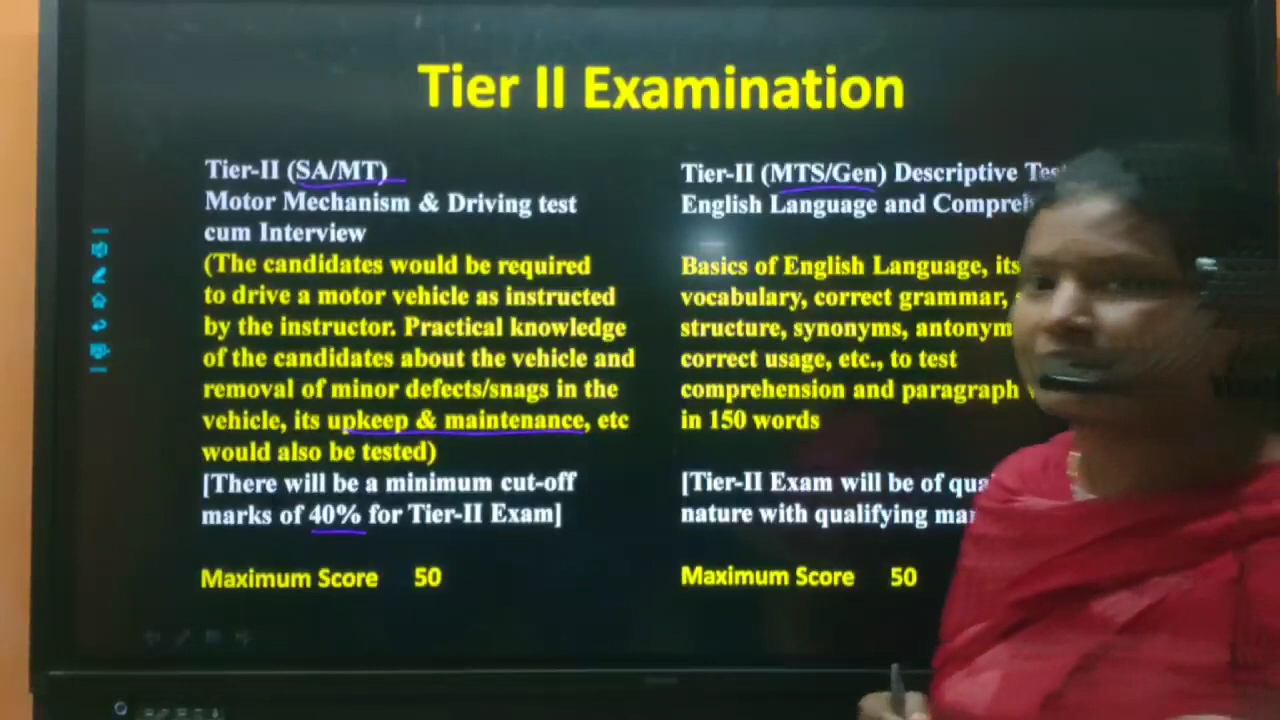 Tier II Examination
Tier-II (SA/MT)
Motor Mechanism & Driving test
cum Interview
(The candidates would be required
to drive a motor vehicle as instructed
by the instructor. Practical knowledge
of the candidates about the vehicle and
removal of minor defects/snags in the
vehicle, its upkeep & maintenance, etc
would also be tested)
[There will be a minimum cut-off
marks of 40% for Tier-II Exam]
Maximum Score 50
Tier-II (MTS/Gen) Descriptive
English Language and
Basics of English Language, its
vocabulary, correct grammar,
structure, synonyms,
correct usage, etc., to test
comprehension and paragraph
in 150 words
[Tier-II Exam will be of
nature with qualifying
Maximum Score 50